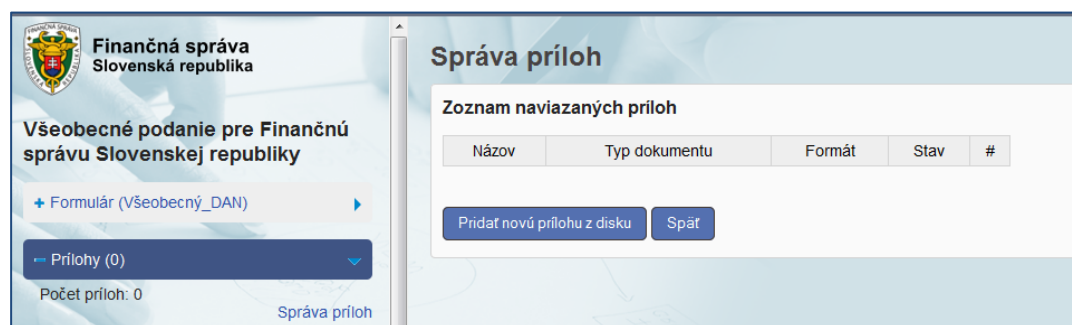 Finančná správa
Slovenská republika
Všeobecné podanie pre Finančnú
správu Slovenskej republiky
+ Formulár (Všeobecný_DAN)
Prílohy (0)
Počet príloh: 0
Správa príloh
Správa príloh
Zoznam naviazaných príloh
Názov Typ dokumentu Formát Stav #
Pridať novú prílohu z disku Späť